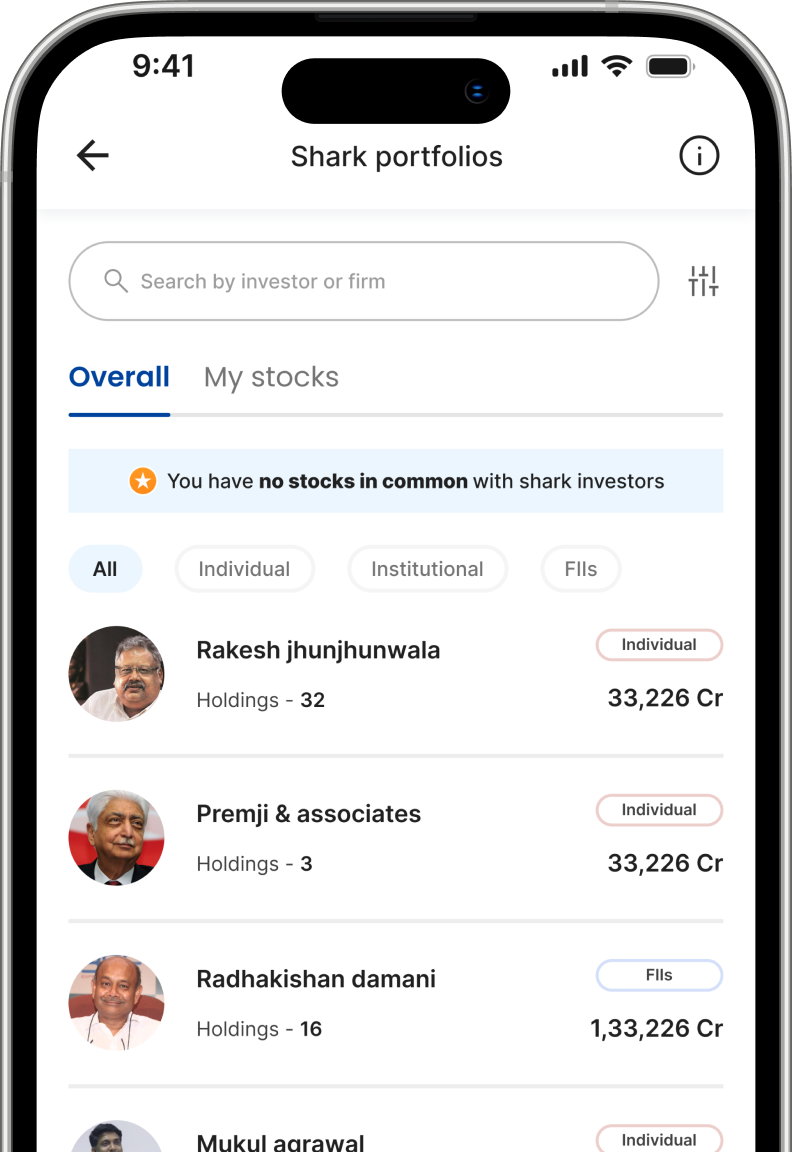 9:41
Shark portfolios
Search by investor or firm
Overall My stocks
You have no stocks in common with shark investors
All Individual Institutional FIIs
Rakesh jhunjhunwala Individual
Holdings - 32 33,226 Cr
Premji & associates Individual
Holdings - 3 33,226 Cr
Radhakishan damani FIIs
Holdings - 16 1,33,226 Cr
Mukul agrawal Individual